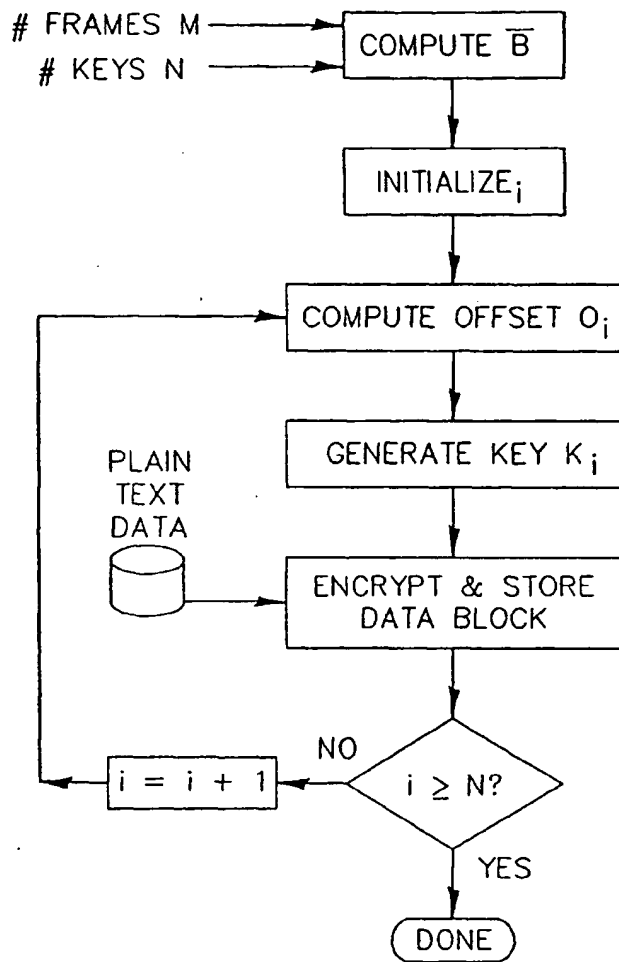 # FRAMES M
# KEYS N
COMPUTE B̅
INITIALIZEᵢ
COMPUTE OFFSET Oᵢ
GENERATE KEY Kᵢ
PLAIN
TEXT
DATA
ENCRYPT & STORE
DATA BLOCK
NO
i = i + 1
i ≥ N?
YES
DONE